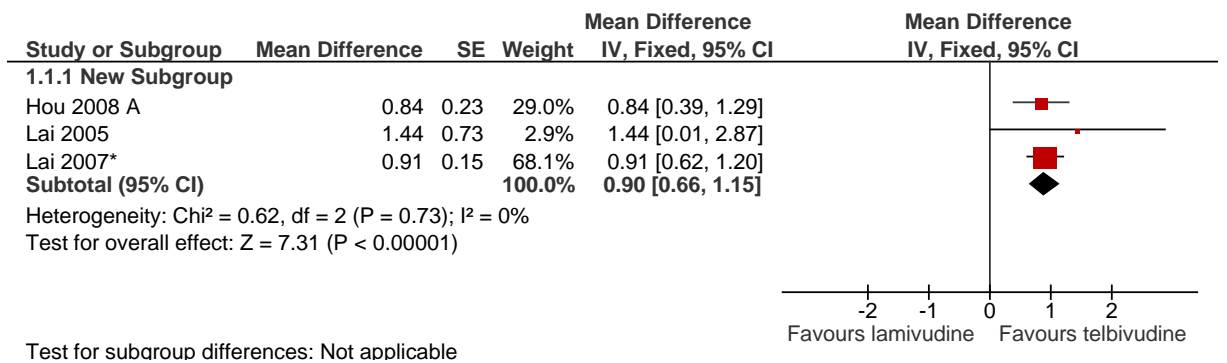 Mean Difference Mean Difference
Study or Subgroup Mean Difference SE Weight IV, Fixed, 95% CI IV, Fixed, 95% CI
1.1.1 New Subgroup
Hou 2008 A 0.84 0.23 29.0% 0.84 [0.39, 1.29]
Lai 2005 1.44 0.73 2.9% 1.44 [0.01, 2.87]
Lai 2007* 0.91 0.15 68.1% 0.91 [0.62, 1.20]
Subtotal (95% CI) 100.0% 0.90 [0.66, 1.15]
Heterogeneity: Chi² = 0.62, df = 2 (P = 0.73); I² = 0%
Test for overall effect: Z = 7.31 (P < 0.00001)
-2 -1 0 1 2
Favours lamivudine Favours telbivudine
Test for subgroup differences: Not applicable